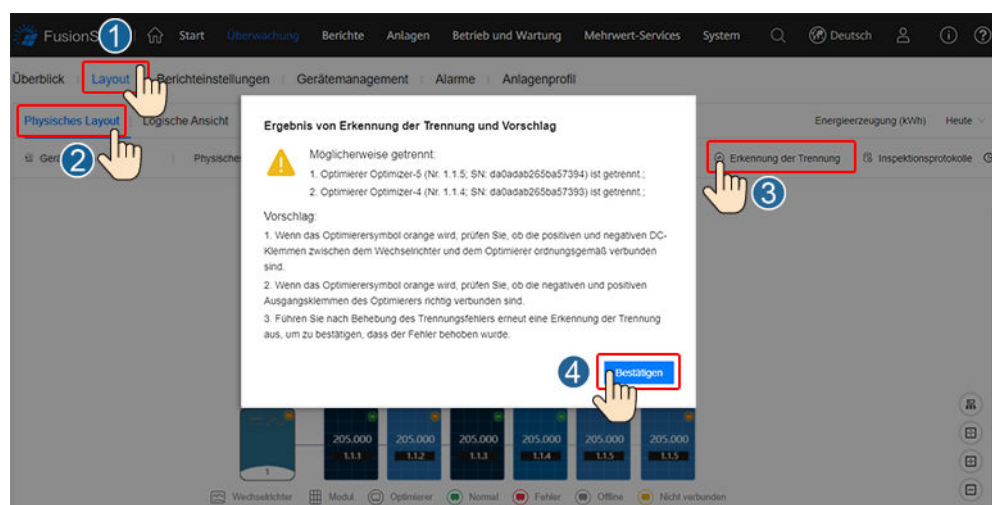 1
FusionS
Start
Überwachung
Berichte
Anlagen
Betrieb und Wartung
Mehrwert-Services
System
Deutsch
Überblick
Layout
Berichteinstellungen
Gerätemanagement
Alarme
Anlagenprofil
Physisches Layout
Logische Ansicht
Energieerzeugung (kWh)
Heute
2
Erkennung der Trennung
Inspektionsprotokolle
3
Ergebnis von Erkennung der Trennung und Vorschlag
Möglicherweise getrennt:
1. Optimierer Optimizer-5 (Nr. 1.1.5; SN: da0adab265ba57394) ist getrennt.;
2. Optimierer Optimizer-4 (Nr. 1.1.4; SN: da0adab265ba57393) ist getrennt.;
Vorschlag:
1. Wenn das Optimierersymbol orange wird, prüfen Sie, ob die positiven und negativen DC-
Klemmen zwischen dem Wechselrichter und dem Optimierer ordnungsgemäß verbunden
sind.
2. Wenn das Optimierersymbol orange wird, prüfen Sie, ob die negativen und positiven
Ausgangsklemmen des Optimierers richtig verbunden sind.
3. Führen Sie nach Behebung des Trennungsfehlers erneut eine Erkennung der Trennung
aus, um zu bestätigen, dass der Fehler behoben wurde.
4
Bestätigen
205.000 205.000 205.000 205.000 205.000 205.000
1.1.1 1.1.2 1.1.3 1.1.4 1.1.5 1.1.5
1
Wechselrichter
Modul
Optimierer
Normal
Fehler
Offline
Nicht verbunden